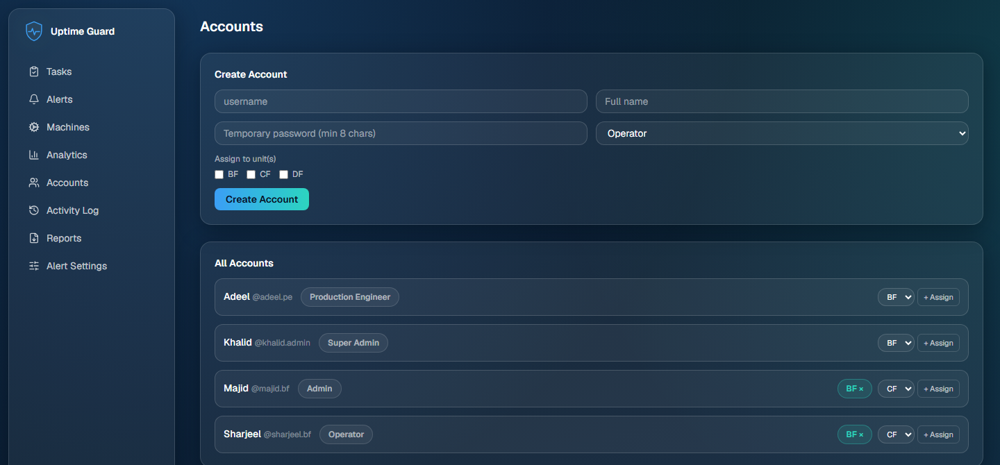 Uptime Guard
Tasks
Alerts
Machines
Analytics
Accounts
Activity Log
Reports
Alert Settings
Accounts
Create Account
username
Full name
Temporary password (min 8 chars)
Operator
Assign to unit(s)
BF CF DF
Create Account
All Accounts
Adeel @adeel.pe Production Engineer BF + Assign
Khalid @khalid.admin Super Admin BF + Assign
Majid @majid.bf Admin BF × CF + Assign
Sharjeel @sharjeel.bf Operator BF × CF + Assign